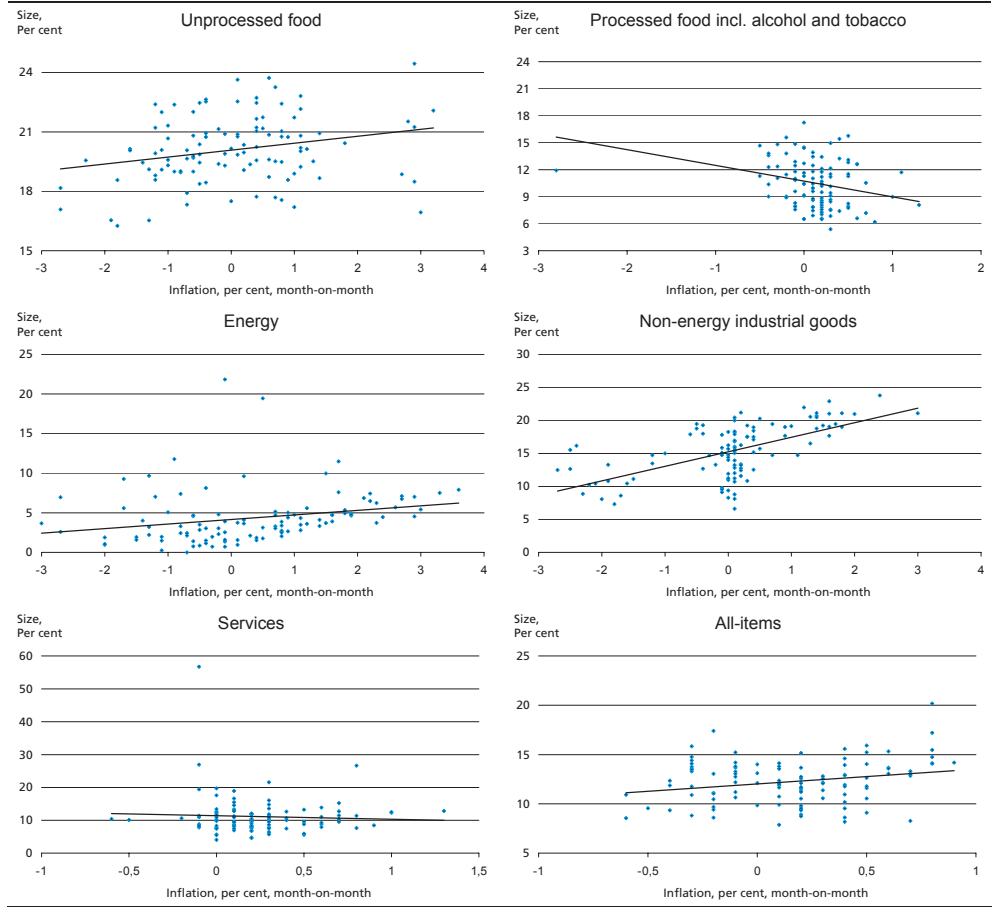 Size,
Per cent
Unprocessed food
24
21
18
15
-3 -2 -1 0 1 2 3 4
Inflation, per cent, month-on-month
Size,
Per cent
Processed food incl. alcohol and tobacco
24
21
18
15
12
9
6
3
-3 -2 -1 0 1 2
Inflation, per cent, month-on-month
Size,
Per cent
Energy
25
20
15
10
5
0
-3 -2 -1 0 1 2 3 4
Inflation, per cent, month-on-month
Size,
Per cent
Non-energy industrial goods
30
25
20
15
10
5
0
-3 -2 -1 0 1 2 3 4
Inflation, per cent, month-on-month
Size,
Per cent
Services
60
50
40
30
20
10
0
-1 -0,5 0 0,5 1 1,5
Inflation, per cent, month-on-month
Size,
Per cent
All-items
25
20
15
10
5
-1 -0,5 0 0,5 1
Inflation, per cent, month-on-month